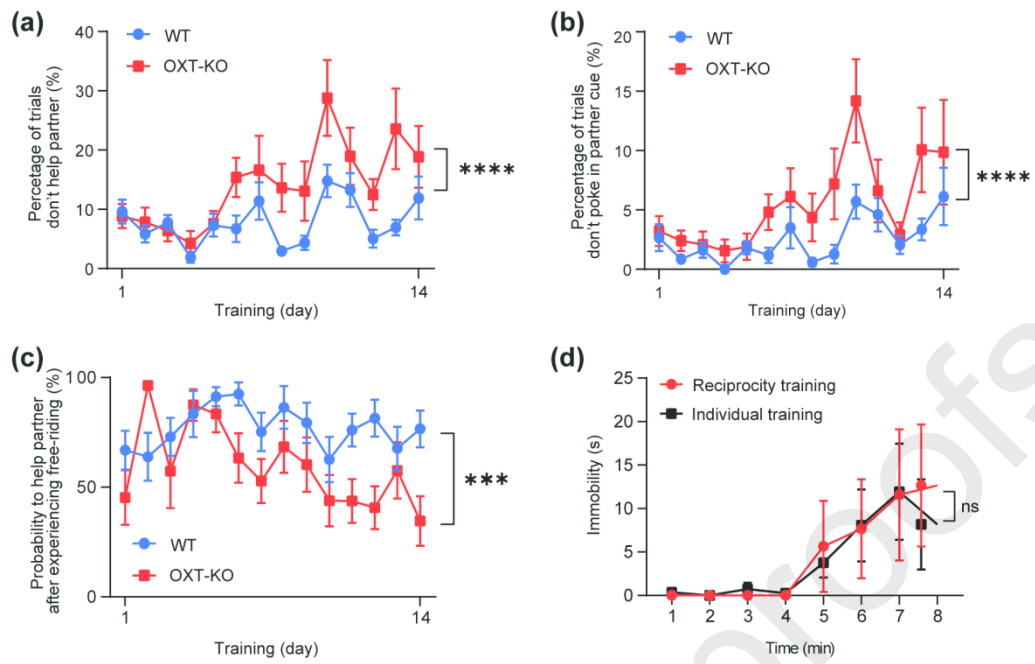 (a)
WT
OXT-KO
Percetage of trials
don't help partner (%)
40
30
20
10
0
****
1
14
Training (day)
(b)
WT
OXT-KO
Percentage of trials
don't poke in partner cue (%)
20
15
10
5
0
****
1
14
Training (day)
(c)
Probability to help partner
after experiencing free-riding (%)
100
50
0
WT
OXT-KO
***
1
14
Training (day)
(d)
Reciprocity training
Individual training
Immobility (s)
25
20
15
10
5
0
ns
1 2 3 4 5 6 7 8
Time (min)
proofs